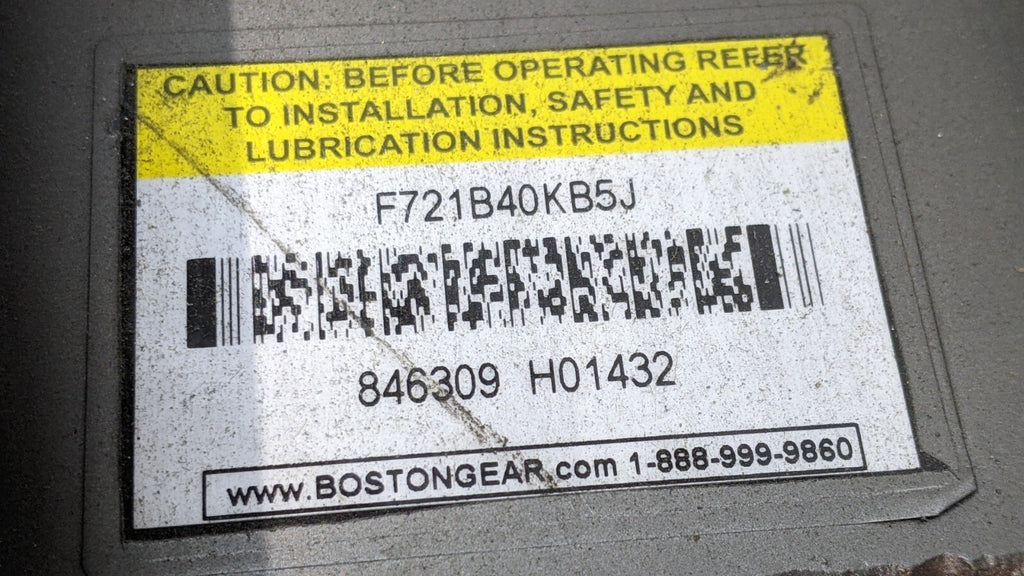 CAUTION: BEFORE OPERATING REFER
TO INSTALLATION, SAFETY AND
LUBRICATION INSTRUCTIONS
F721B40KB5J
846309 H01432
www.BOSTONGEAR.com 1-888-999-9860